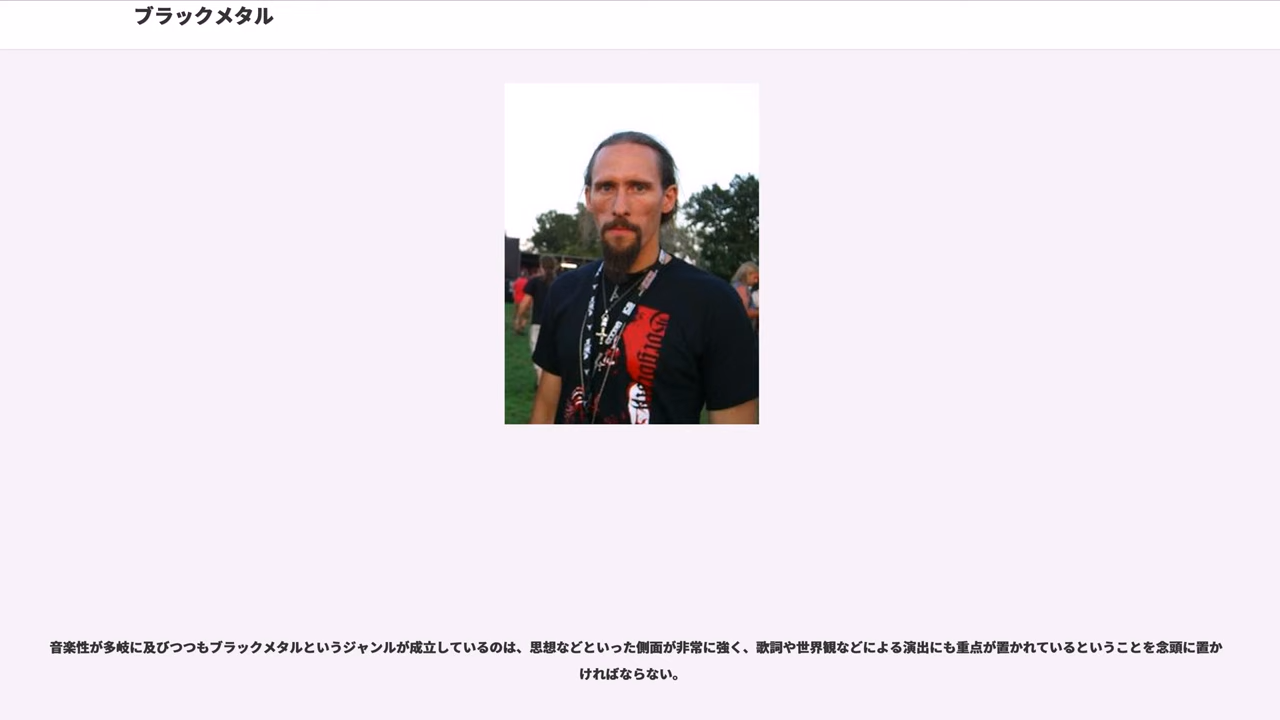 ブラックメタル
音楽性が多岐に及びつつもブラックメタルというジャンルが成立しているのは、思想などといった側面が非常に強く、歌詞や世界観などによる演出にも重点が置かれているということを念頭に置か
ければならない。